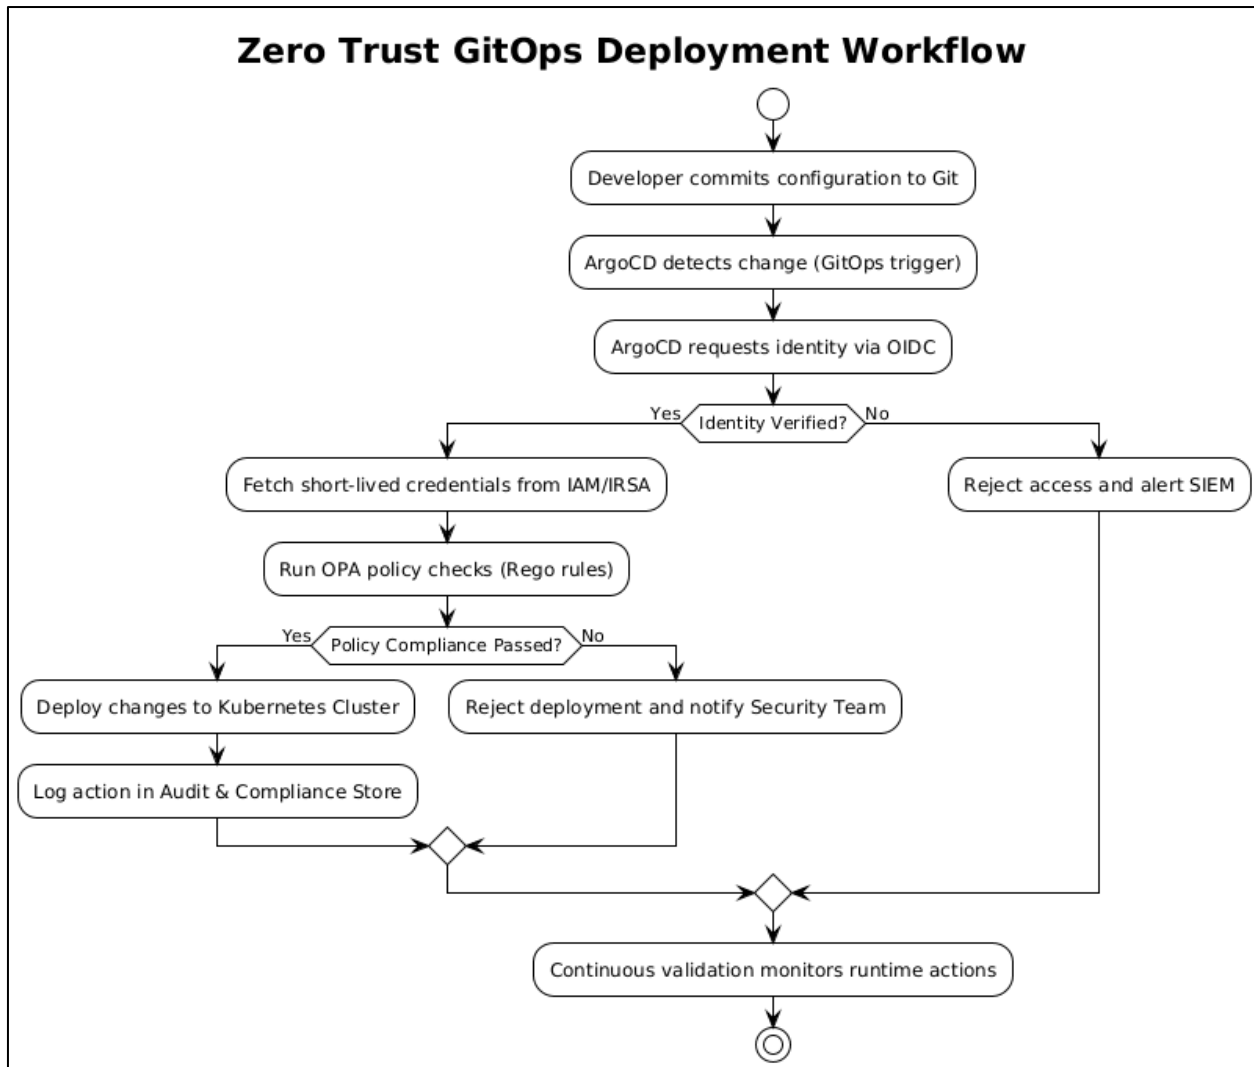 Zero Trust GitOps Deployment Workflow
Developer commits configuration to Git
ArgoCD detects change (GitOps trigger)
ArgoCD requests identity via OIDC
Yes
Identity Verified?
No
Fetch short-lived credentials from IAM/IRSA
Reject access and alert SIEM
Run OPA policy checks (Rego rules)
Yes
Policy Compliance Passed?
No
Deploy changes to Kubernetes Cluster
Reject deployment and notify Security Team
Log action in Audit & Compliance Store
Continuous validation monitors runtime actions